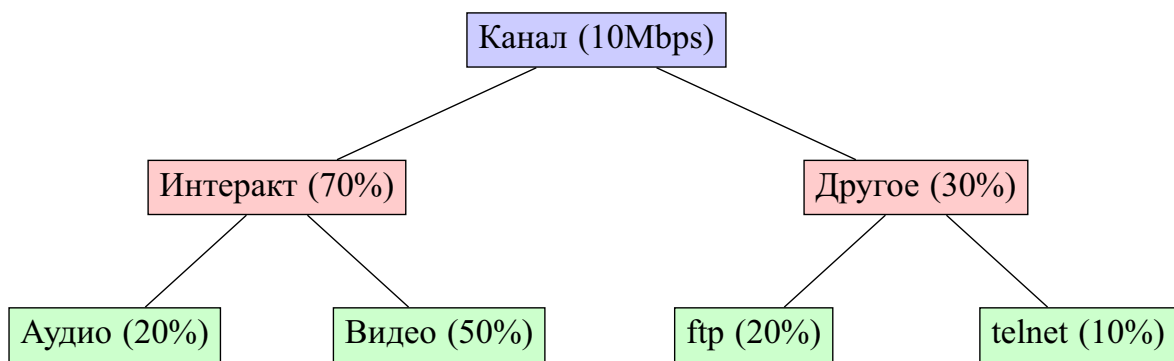 Канал (10Mbps)
Интеракт (70%)
Другое (30%)
Аудио (20%)
Видео (50%)
ftp (20%)
telnet (10%)